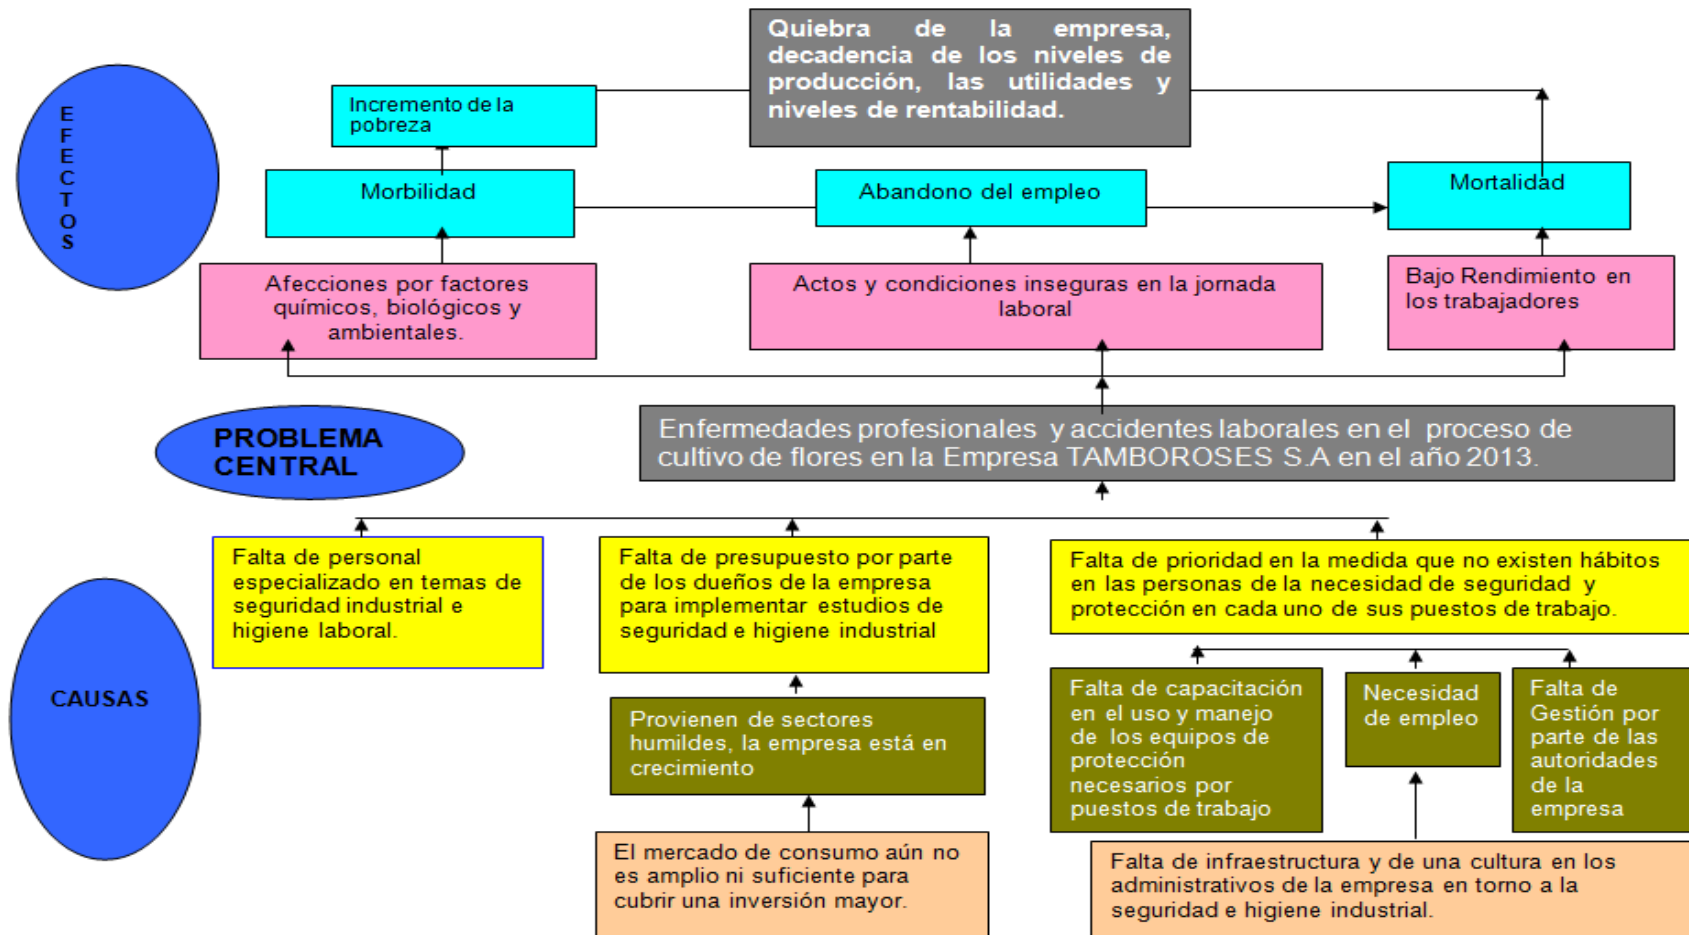 Quiebra de la empresa,
decadencia de los niveles de
producción, las utilidades y
niveles de rentabilidad.
EFECTOS
Incremento de la
pobreza
Morbilidad
Abandono del empleo
Mortalidad
Afecciones por factores
químicos, biológicos y
ambientales.
Actos y condiciones inseguras en la jornada
laboral
Bajo Rendimiento en
los trabajadores
PROBLEMA
CENTRAL
Enfermedades profesionales y accidentes laborales en el proceso de
cultivo de flores en la Empresa TAMBOROSES S.A en el año 2013.
Falta de personal
especializado en temas de
seguridad industrial e
higiene laboral.
Falta de presupuesto por parte
de los dueños de la empresa
para implementar estudios de
seguridad e higiene industrial
Falta de prioridad en la medida que no existen hábitos
en las personas de la necesidad de seguridad y
protección en cada uno de sus puestos de trabajo.
CAUSAS
Provienen de sectores
humildes, la empresa está en
crecimiento
Falta de capacitación
en el uso y manejo
de los equipos de
protección
necesarios por
puestos de trabajo
Necesidad
de empleo
Falta de
Gestión por
parte de las
autoridades
de la
empresa
El mercado de consumo aún no
es amplio ni suficiente para
cubrir una inversión mayor.
Falta de infraestructura y de una cultura en los
administrativos de la empresa en torno a la
seguridad e higiene industrial.